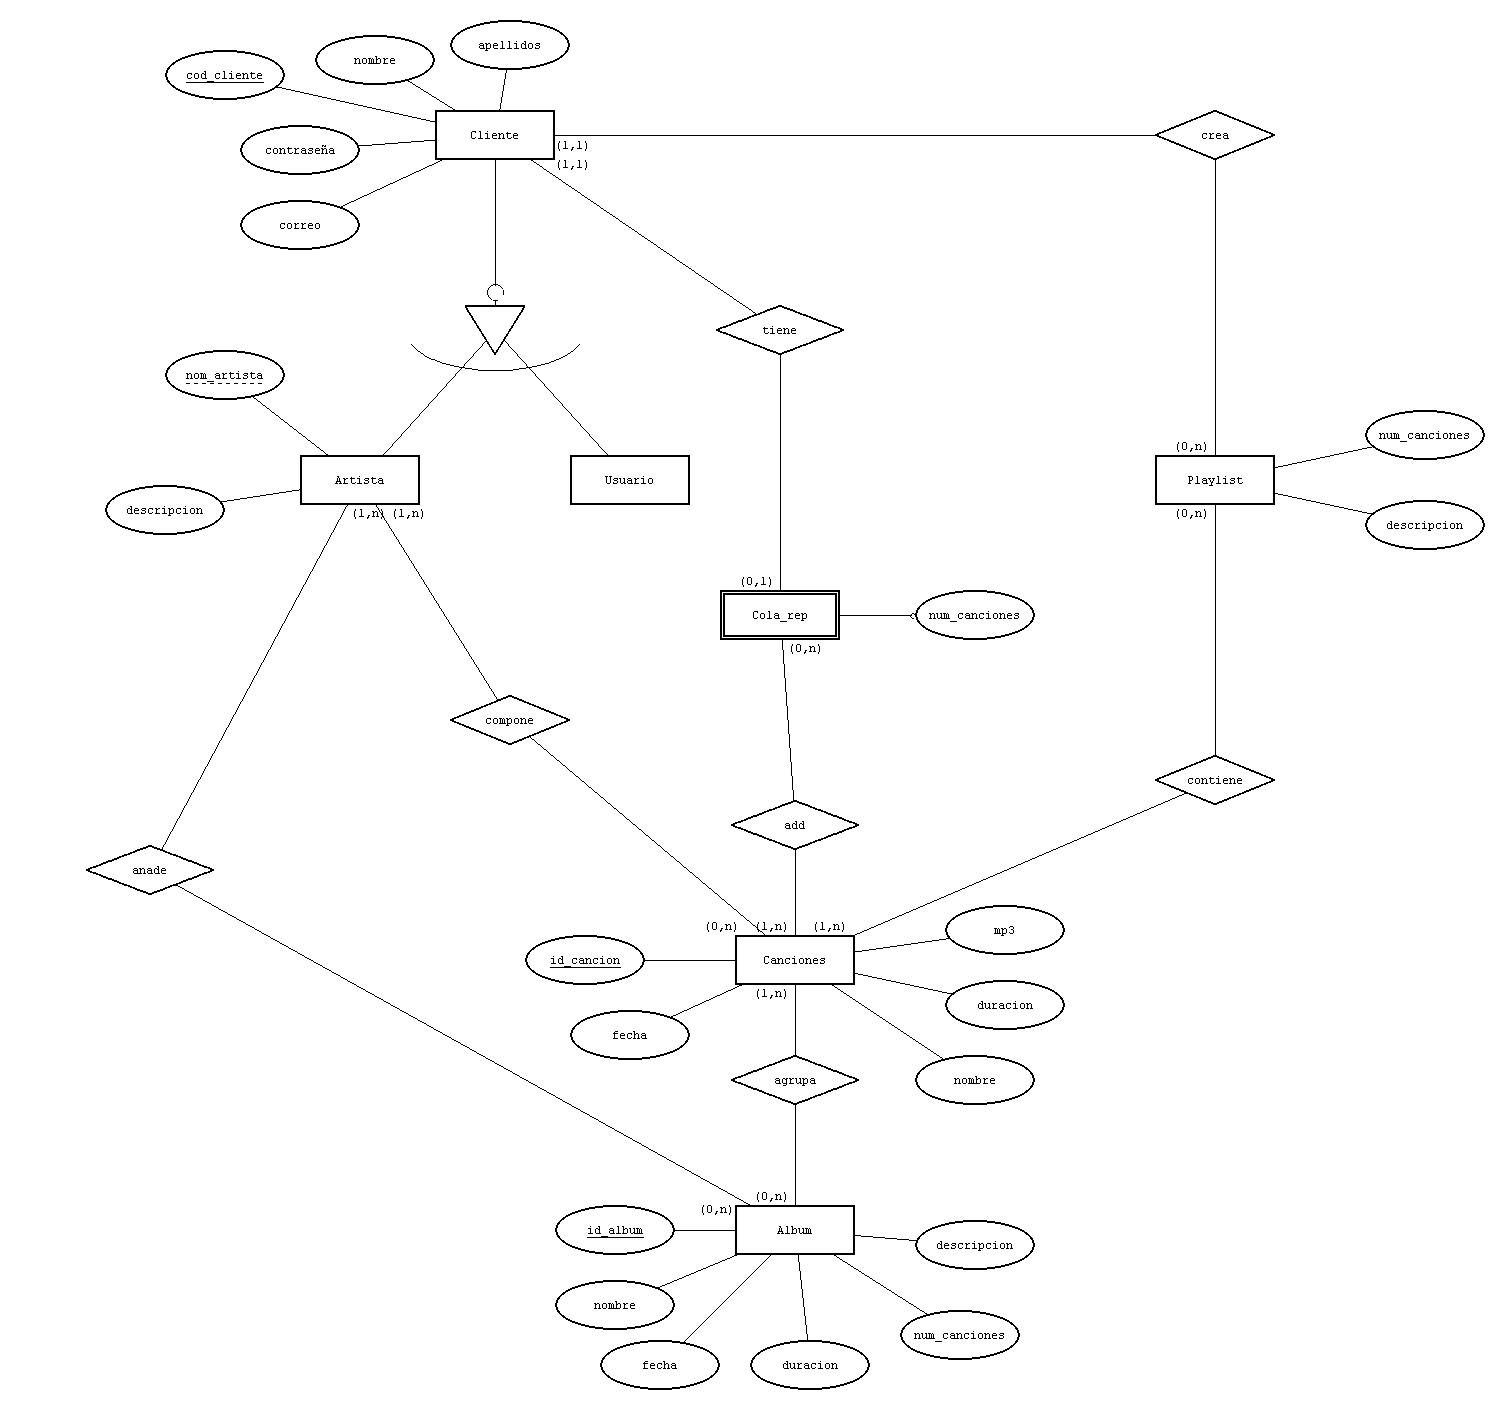 apellidos
nombre
cod_cliente
Cliente
crea
(1,1)
contraseña
(1,1)
correo
tiene
nom_artista
num_canciones
(0,n)
Artista
Usuario
Playlist
descripcion
(1,n) (1,n)
(0,n)
descripcion
(0,1)
Cola_rep
num_canciones
(0,n)
compone
contiene
add
anade
(0,n)
(1,n)
(1,n)
mp3
id_cancion
Canciones
(1,n)
duracion
fecha
agrupa
nombre
(0,n)
(0,n)
id_album
Album
descripcion
nombre
num_canciones
fecha
duracion